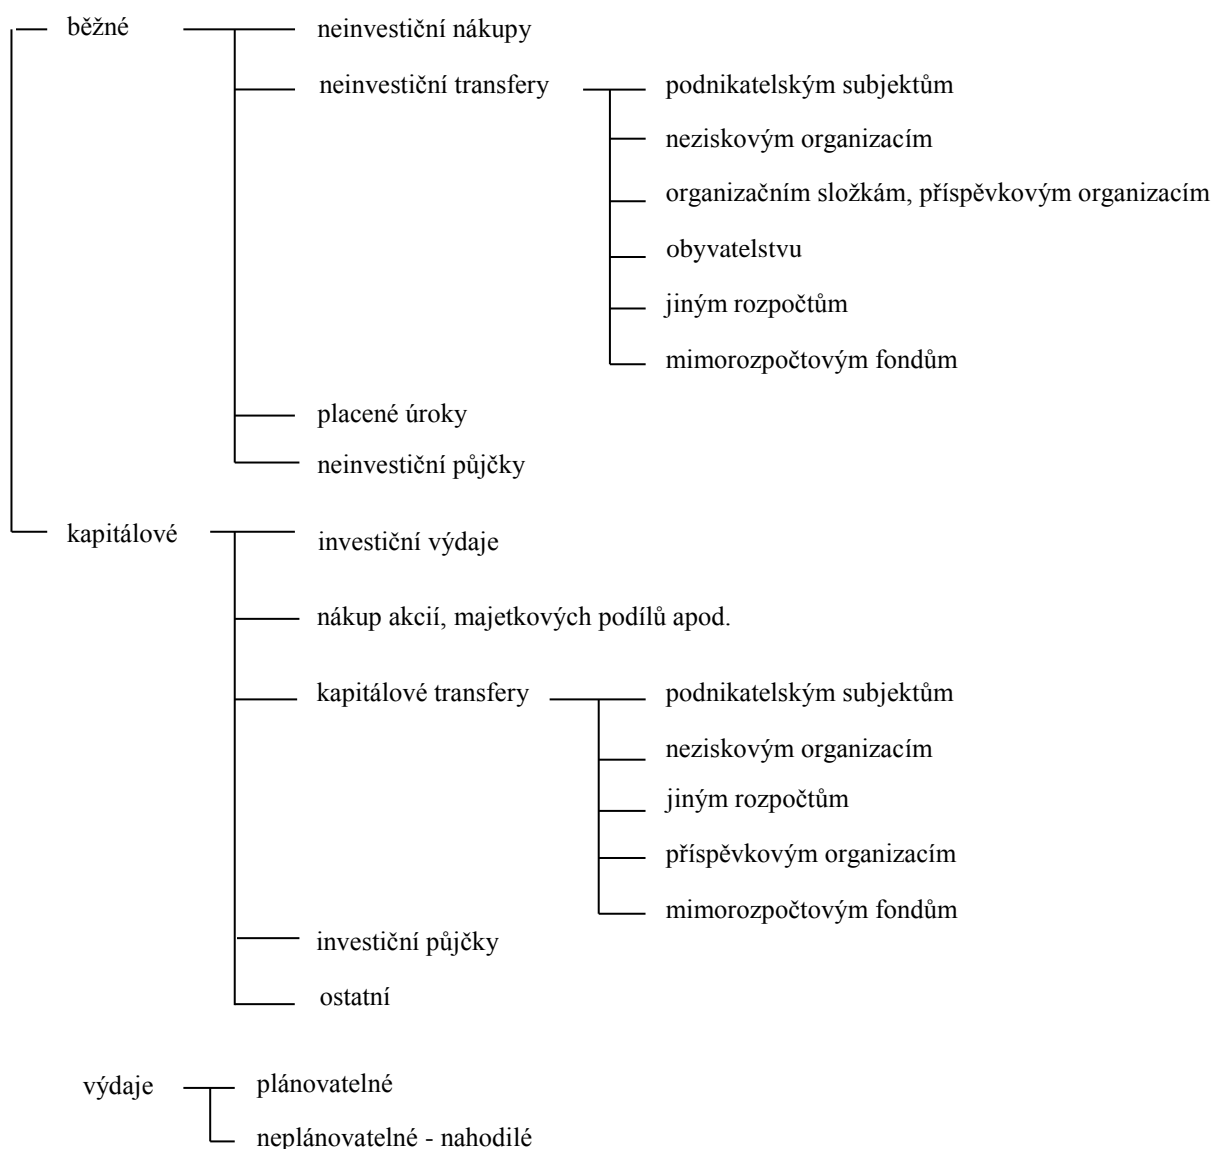 běžné
neinvestiční nákupy
neinvestiční transfery
podnikatelským subjektům
neziskovým organizacím
organizačním složkám, příspěvkovým organizacím
obyvatelstvu
jiným rozpočtům
mimorozpočtovým fondům
placené úroky
neinvestiční půjčky
kapitálové
investiční výdaje
nákup akcií, majetkových podílů apod.
kapitálové transfery
podnikatelským subjektům
neziskovým organizacím
jiným rozpočtům
příspěvkovým organizacím
mimorozpočtovým fondům
investiční půjčky
ostatní
výdaje
plánovatelné
neplánovatelné - nahodilé